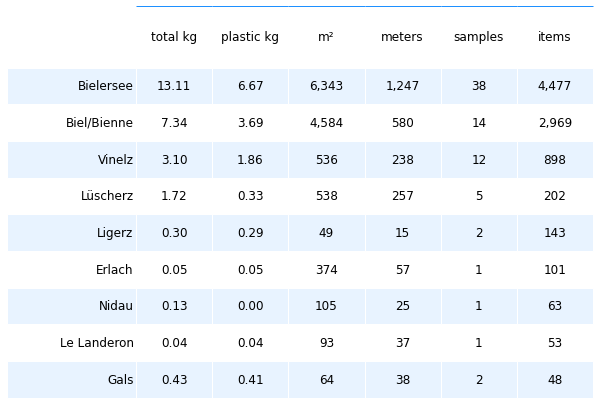 total kg plastic kg m² meters samples items
Bielersee 13.11 6.67 6,343 1,247 38 4,477
Biel/Bienne 7.34 3.69 4,584 580 14 2,969
Vinelz 3.10 1.86 536 238 12 898
Lüscherz 1.72 0.33 538 257 5 202
Ligerz 0.30 0.29 49 15 2 143
Erlach 0.05 0.05 374 57 1 101
Nidau 0.13 0.00 105 25 1 63
Le Landeron 0.04 0.04 93 37 1 53
Gals 0.43 0.41 64 38 2 48